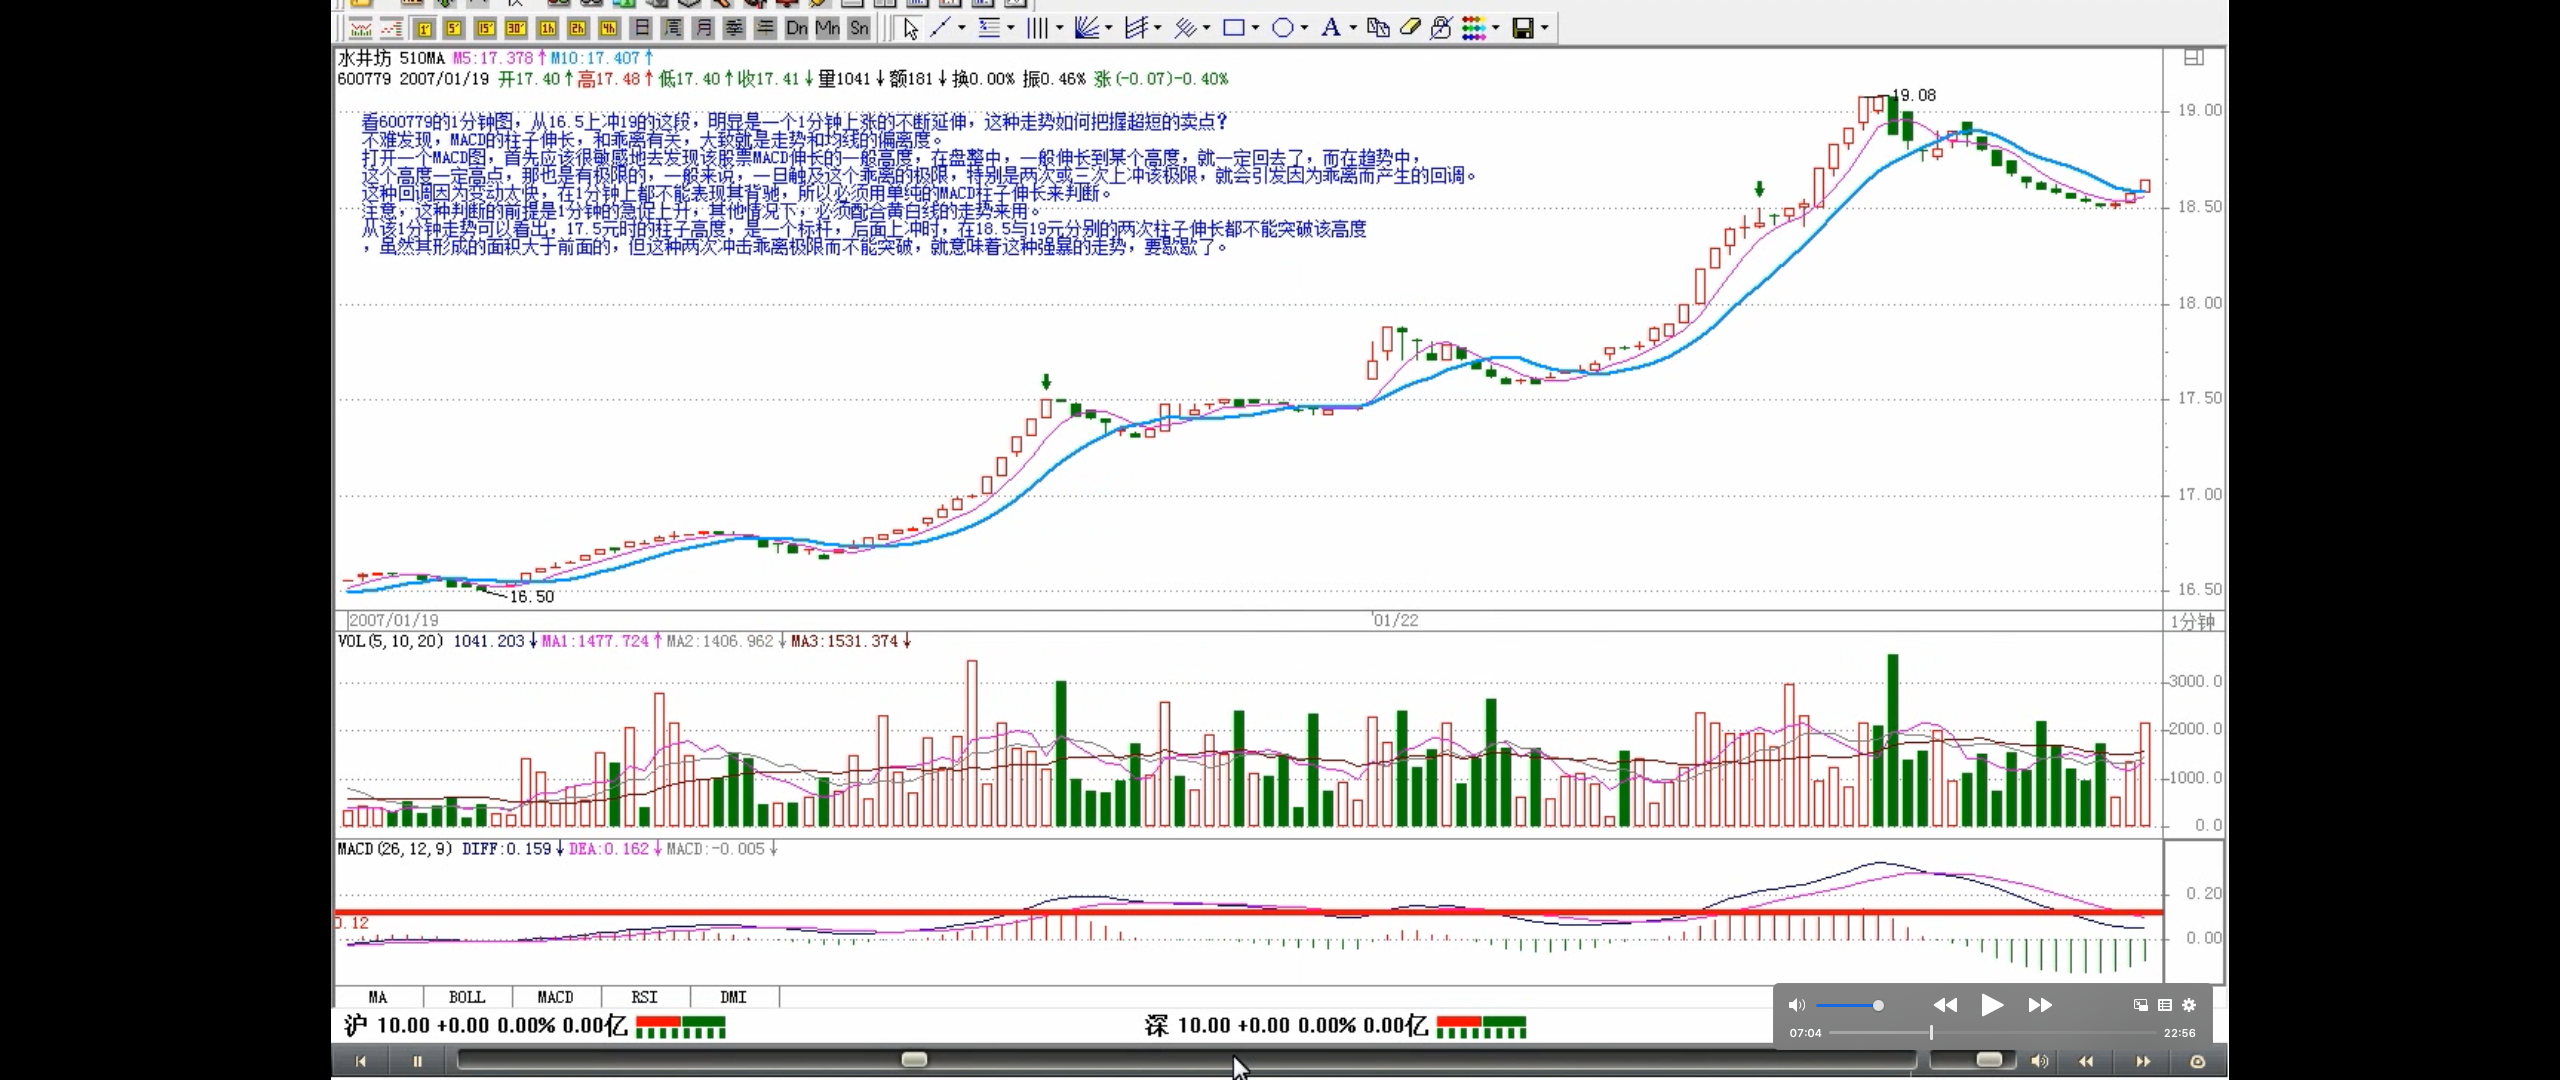 1' 5' 15' 30' 1h 2h 4h 日 周 月 季 年 Dn Mn Sn A
水井坊 510MA M5:17.378↑M10:17.407↑
600779 2007/01/19 开17.40↑高17.48↑低17.40↑收17.41↓量1041↓额181↓换0.00% 振0.46% 涨(-0.07)-0.40%
19.08
19.00
看600779的1分钟图，从16.5上冲19的这段，明显是一个1分钟上涨的不断延伸，这种走势如何把握超短的卖点?
不难发现，MACD的柱子伸长，和乖离有关，大致就是走势和均线的偏离度。
打开一个MACD图，首先应该很敏感地去发现该股票MACD伸长的一般高度，在盘整中，一般伸长到某个高度，就一定回去了，而在趋势中，
这个高度一定高点，那也是有极限的，一般来说，一旦触及这个乖离的极限，特别是两次或三次上冲该极限，就会引发因为乖离而产生的回调。
这种回调因为变动太快，在1分钟上都不能表现其背驰，所以必须用单纯的MACD柱子伸长来判断。
注意，这种判断的前提是1分钟的急促上升，其他情况下，必须配合黄白线的走势来用。
从该1分钟走势可以看出，17.5元时的柱子高度，是一个标杆，后面上冲时，在18.5与19元分别的两次柱子伸长都不能突破该高度
，虽然其形成的面积大于前面的，但这种两次冲击乖离极限而不能突破，就意味着这种强暴的走势，要歇歇了。
18.50
18.00
17.50
17.00
16.50
16.50
2007/01/19
01/22
1分钟
VOL(5,10,20) 1041.203↓MA1:1477.724↑MA2:1406.962↓MA3:1531.374↓
3000.0
2000.0
1000.0
0.0
MACD(26,12,9) DIFF:0.159↓DEA:0.162↓MACD:-0.005↓
0.20
0.12
0.00
MA BOLL MACD RSI DMI
沪 10.00 +0.00 0.00% 0.00亿
深 10.00 +0.00 0.00% 0.00亿
07:04
22:56